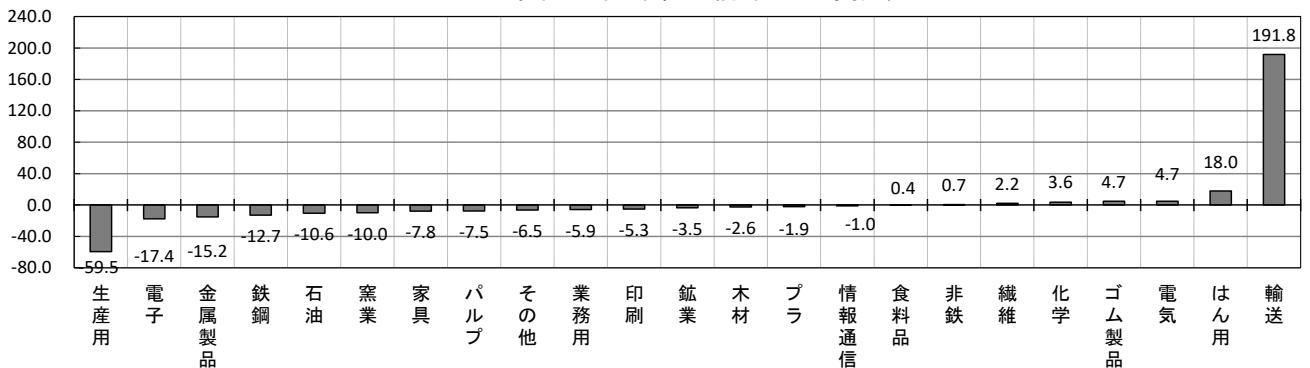 240.0
200.0
160.0
120.0
80.0
40.0
0.0
-40.0
-80.0
-59.5
-17.4
-15.2
-12.7
-10.6
-10.0
-7.8
-7.5
-6.5
-5.9
-5.3
-3.5
-2.6
-1.9
-1.0
0.4
0.7
2.2
3.6
4.7
4.7
18.0
191.8
生産用
電子
金属製品
鉄鋼
石油
窯業
家具
パルプ
その他
業務用
印刷
鉱業
木材
プラ
情報通信
食料品
非鉄
繊維
化学
ゴム製品
電気
はん用
輸送